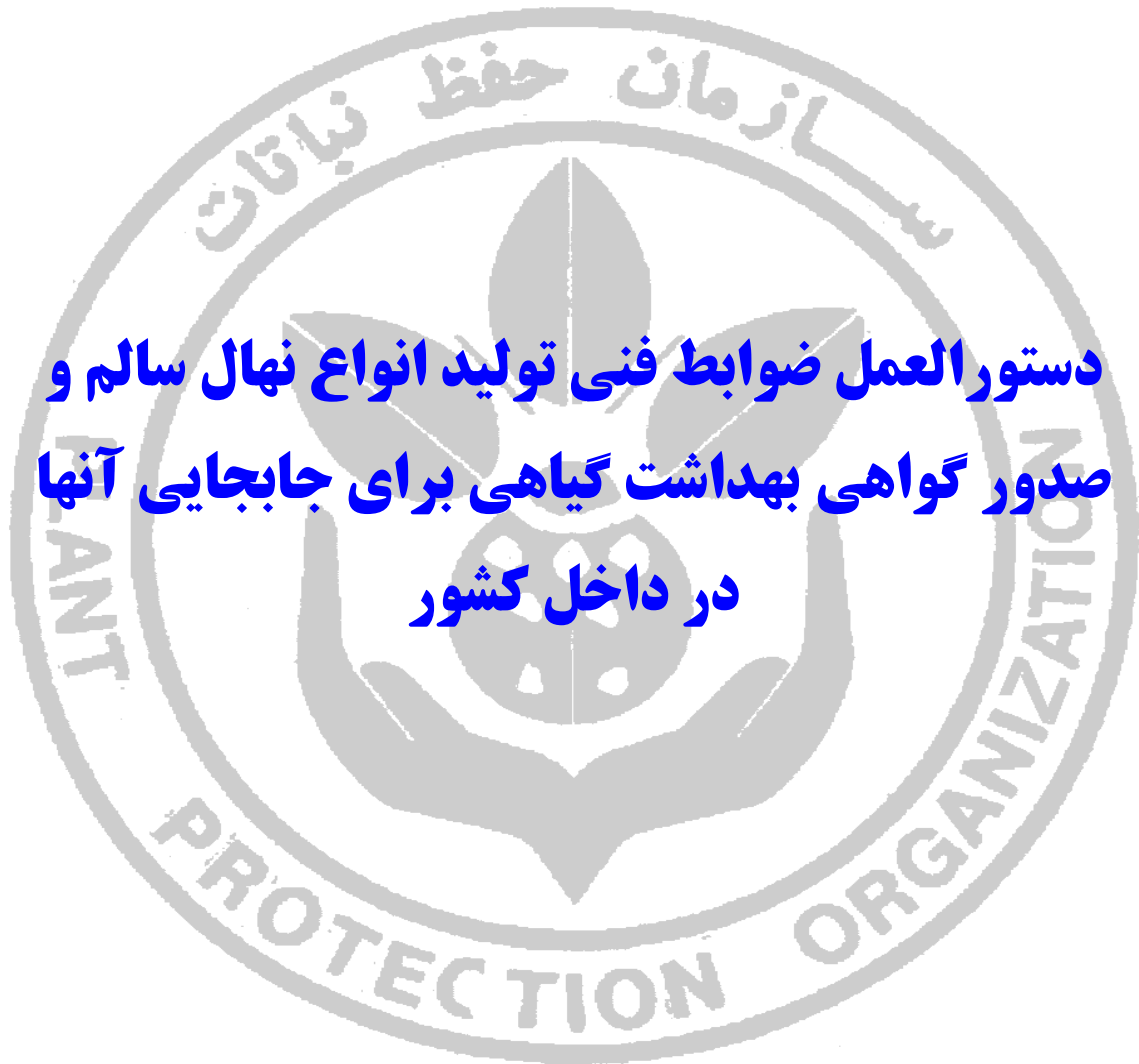 سازمان حفظ نباتات
دستورالعمل ضوابط فنی تولید انواع نهال سالم و
صدور گواهی بهداشت گیاهی برای جابجایی آنها
در داخل کشور
PLANT PROTECTION ORGANIZATION